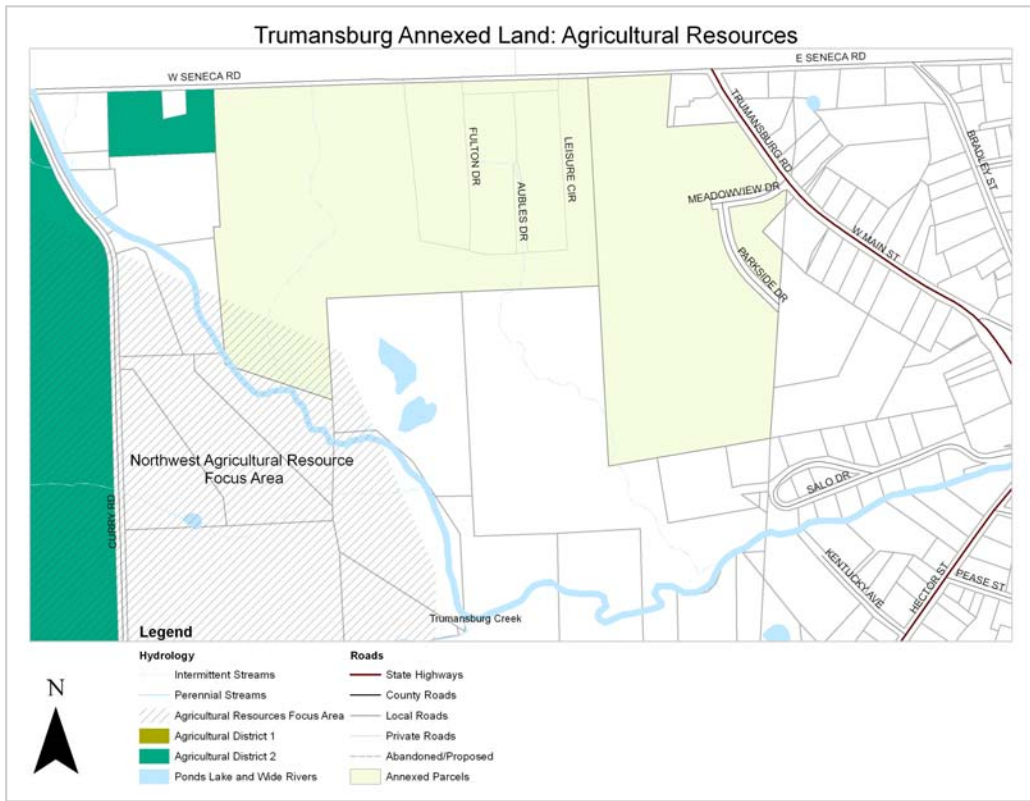 Trumansburg Annexed Land: Agricultural Resources
E SENECA RD
W SENECA RD
TRUMANSBURG RD
BRADLEY ST
FULTON DR
AUBLES DR
LEISURE CIR
MEADOWVIEW DR
W MAIN ST
PARKSIDE DR
Northwest Agricultural Resource
Focus Area
CURRY RD
SALO DR
KENTUCKY AVE
HECTOR ST
PEASE ST
Trumansburg Creek
Legend
Hydrology
Intermittent Streams
Perennial Streams
Agricultural Resources Focus Area
Agricultural District 1
Agricultural District 2
Ponds Lake and Wide Rivers
Roads
State Highways
County Roads
Local Roads
Private Roads
Abandoned/Proposed
Annexed Parcels
N